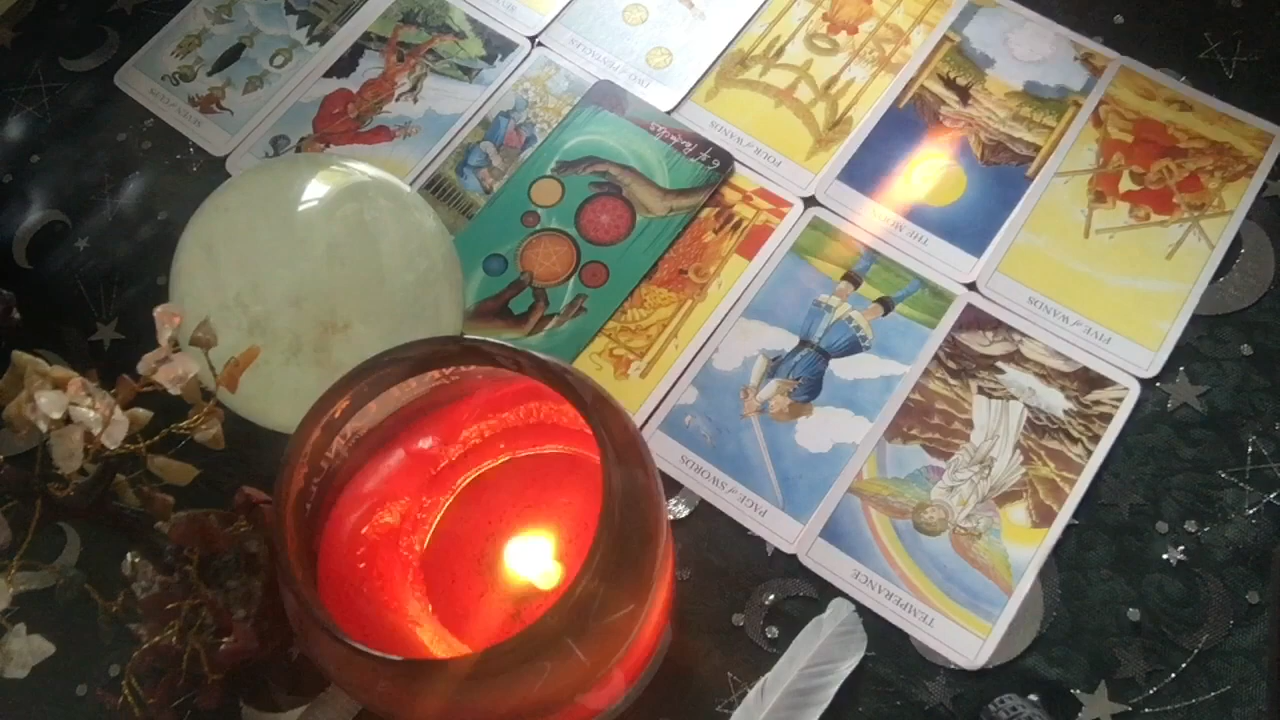 SEVEN of CUPS
SEVEN
TWO of PENTACLES
6 of Pentacles
FOUR of WANDS
THE MOON
FIVE of WANDS
PAGE of SWORDS
TEMPERANCE